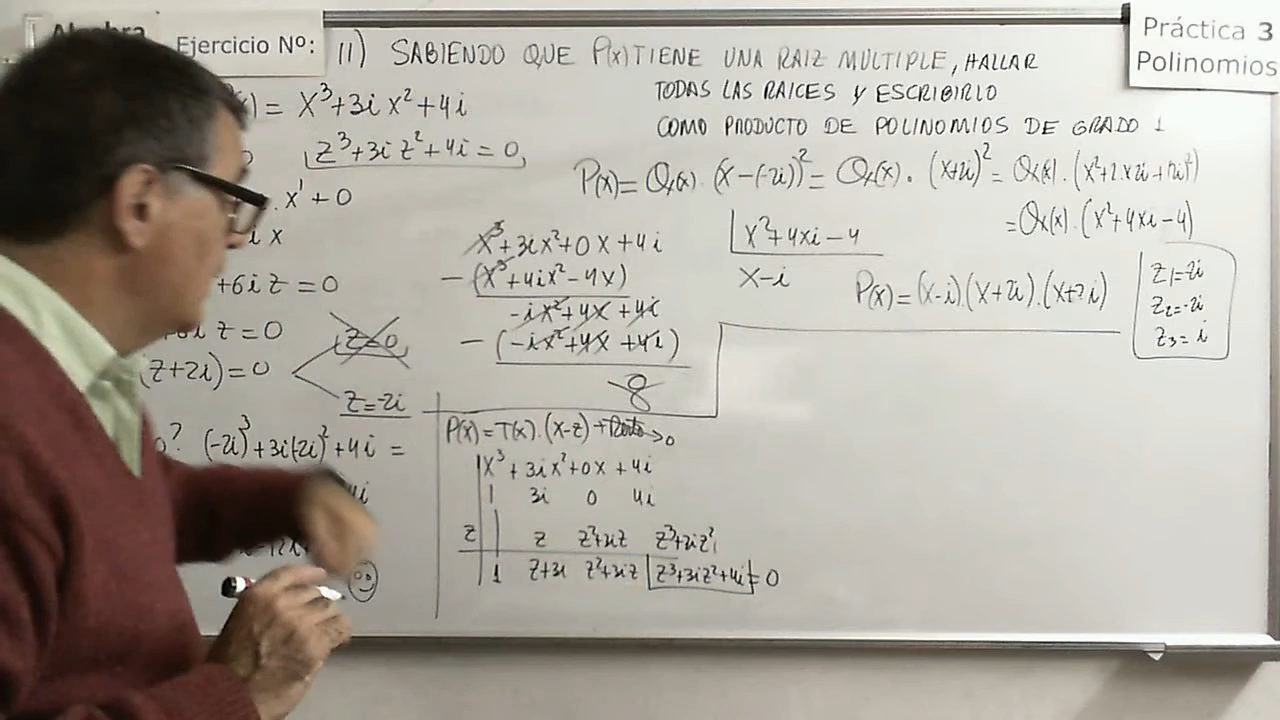 Algebra
Ejercicio Nº:
11) SABIENDO QUE P(x) TIENE UNA RAIZ MULTIPLE, HALLAR
TODAS LAS RAICES Y ESCRIBIRLO
COMO PRODUCTO DE POLINOMIOS DE GRADO 1
Práctica 3
Polinomios
x) = X³+3i x²+4i
z³+3i z²+4i = 0
. x¹ + 0
i x
+6i z = 0
z = 0
(z+2i) = 0
z=0
z=-2i
o? (-2i)³+3i(-2i)²+4i =
4i
P(x) = Q(x) . (x-(-2i))² = Q(x) . (x+2i)² = Q(x) . (x²+2.x2i+(2i)²)
= Q(x) . (x²+4xi-4)
x³+3ix²+0x+4i
x²+4xi-4
-(x³+4ix²-4x)
x-i
-ix²+4x+4i
-(-ix²+4x+4i)
P(x) = (x-i).(x+2i).(x+2i)
z₁=-2i
z₂=-2i
z₃= i
P(x) = T(x).(x-z) + Resto→0
x³+3ix²+0x+4i
1 3i 0 4i
z z z²+3iz z³+3iz²
1 z+3i z²+3iz z³+3iz²+4i = 0